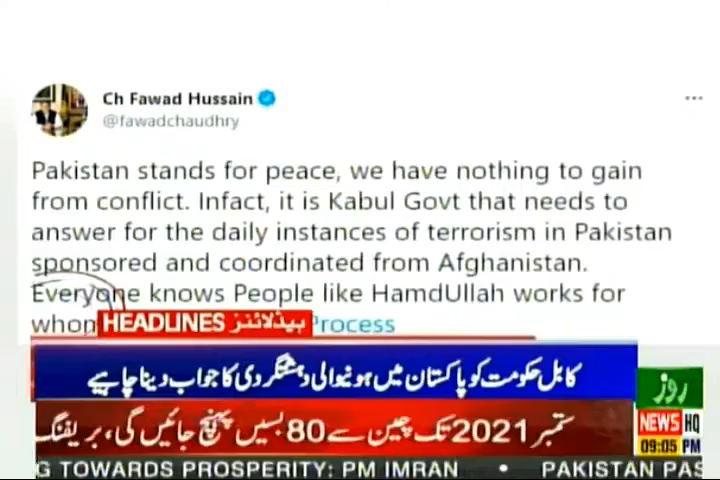 Ch Fawad Hussain
@fawadchaudhry
Pakistan stands for peace, we have nothing to gain
from conflict. Infact, it is Kabul Govt that needs to
answer for the daily instances of terrorism in Pakistan
sponsored and coordinated from Afghanistan.
Everyone knows People like HamdUllah works for
whom Process
HEADLINES ہیڈلائنز
کابل حکومت کو پاکستان میں ہونیوالی دہشتگردی کا جواب دینا چاہیے
ستمبر 2021 تک چین سے 80 بسیں پہنچ جائیں گی، بریفنگ
روز
NEWS HQ
09:05 PM
G TOWARDS PROSPERITY: PM IMRAN • PAKISTAN PAS